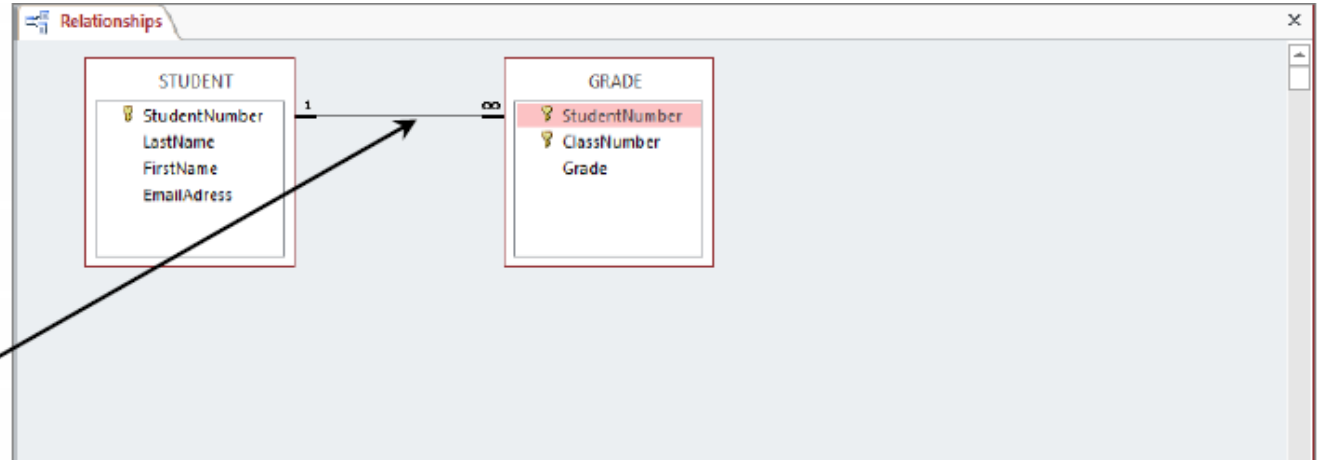 Relationships
STUDENT
StudentNumber
LastName
FirstName
EmailAdress
1
∞
GRADE
StudentNumber
ClassNumber
Grade